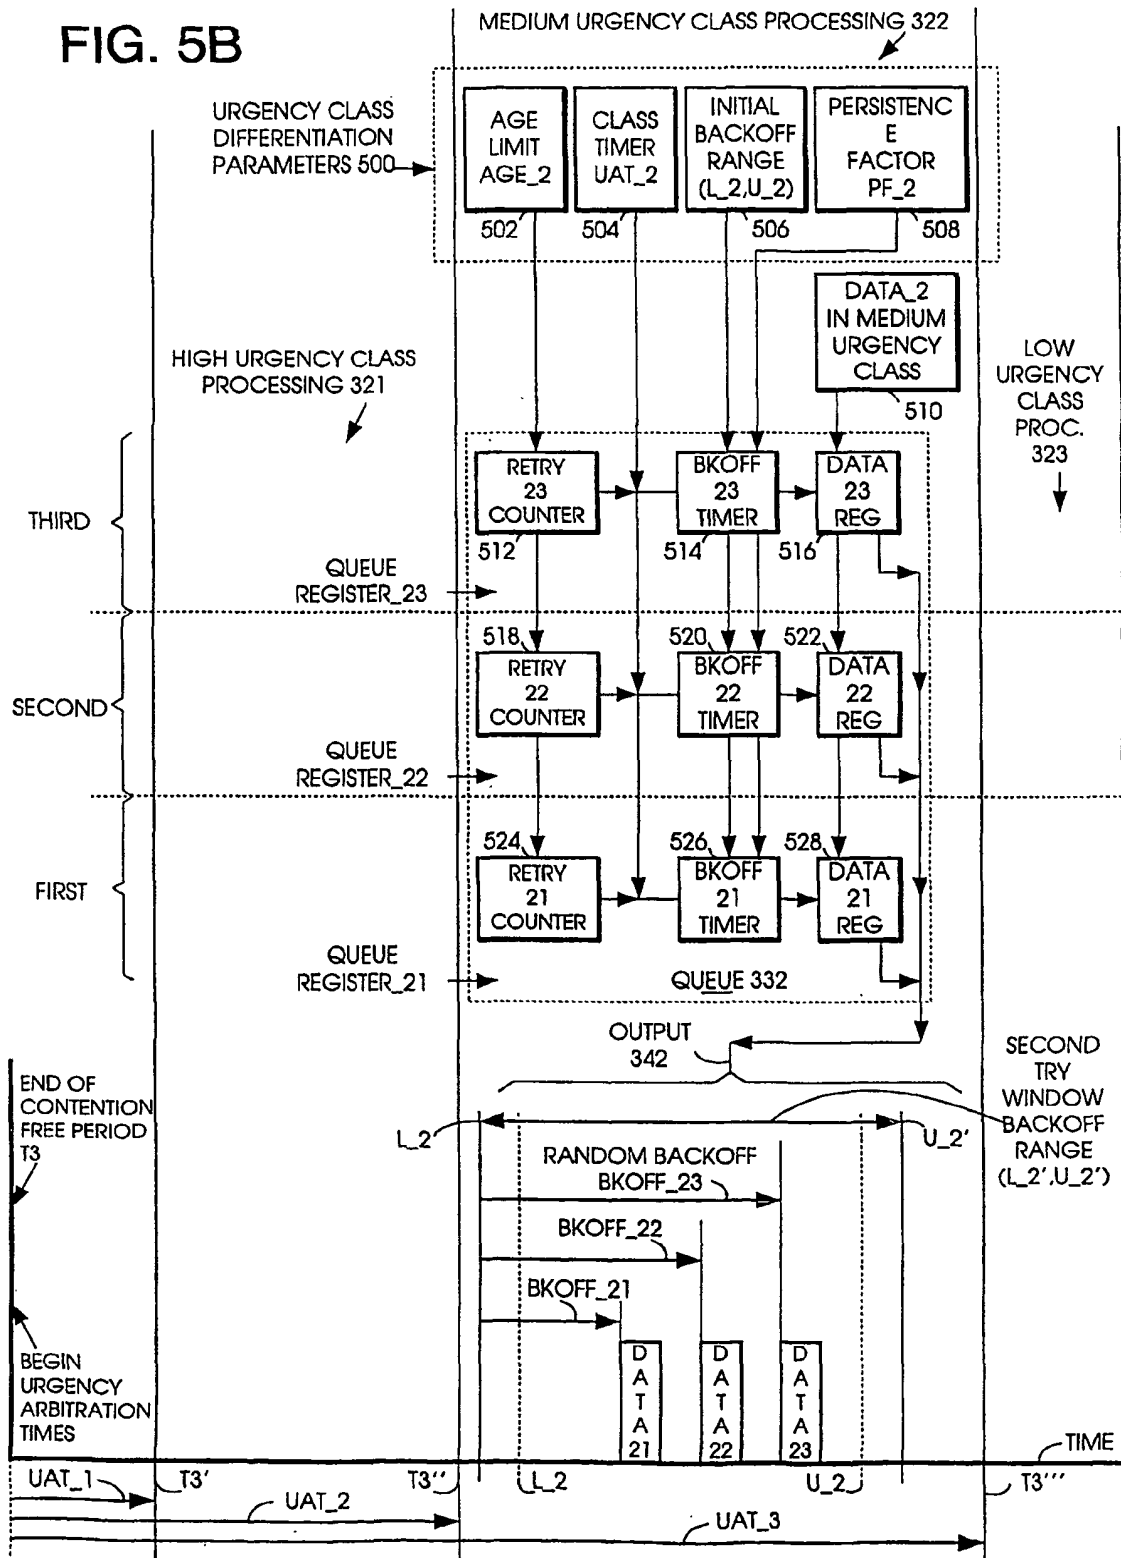 FIG. 5B
MEDIUM URGENCY CLASS PROCESSING 322
URGENCY CLASS
DIFFERENTIATION
PARAMETERS 500
AGE
LIMIT
AGE_2
502
CLASS
TIMER
UAT_2
504
INITIAL
BACKOFF
RANGE
(L_2,U_2)
506
PERSISTENC
E
FACTOR
PF_2
508
DATA_2
IN MEDIUM
URGENCY
CLASS
510
HIGH URGENCY CLASS
PROCESSING 321
LOW
URGENCY
CLASS
PROC.
323
THIRD
RETRY
23
COUNTER
512
BKOFF
23
TIMER
514
DATA
23
REG
516
QUEUE
REGISTER_23
SECOND
518
RETRY
22
COUNTER
520
BKOFF
22
TIMER
522
DATA
22
REG
QUEUE
REGISTER_22
FIRST
524
RETRY
21
COUNTER
526
BKOFF
21
TIMER
528
DATA
21
REG
QUEUE
REGISTER_21
QUEUE 332
OUTPUT
342
SECOND
TRY
WINDOW
BACKOFF
RANGE
(L_2',U_2')
END OF
CONTENTION
FREE PERIOD
T3
L_2'
U_2'
RANDOM BACKOFF
BKOFF_23
BKOFF_22
BKOFF_21
BEGIN
URGENCY
ARBITRATION
TIMES
D
A
T
A
21
D
A
T
A
22
D
A
T
A
23
TIME
UAT_1
T3'
T3''
L_2
U_2
T3'''
UAT_2
UAT_3